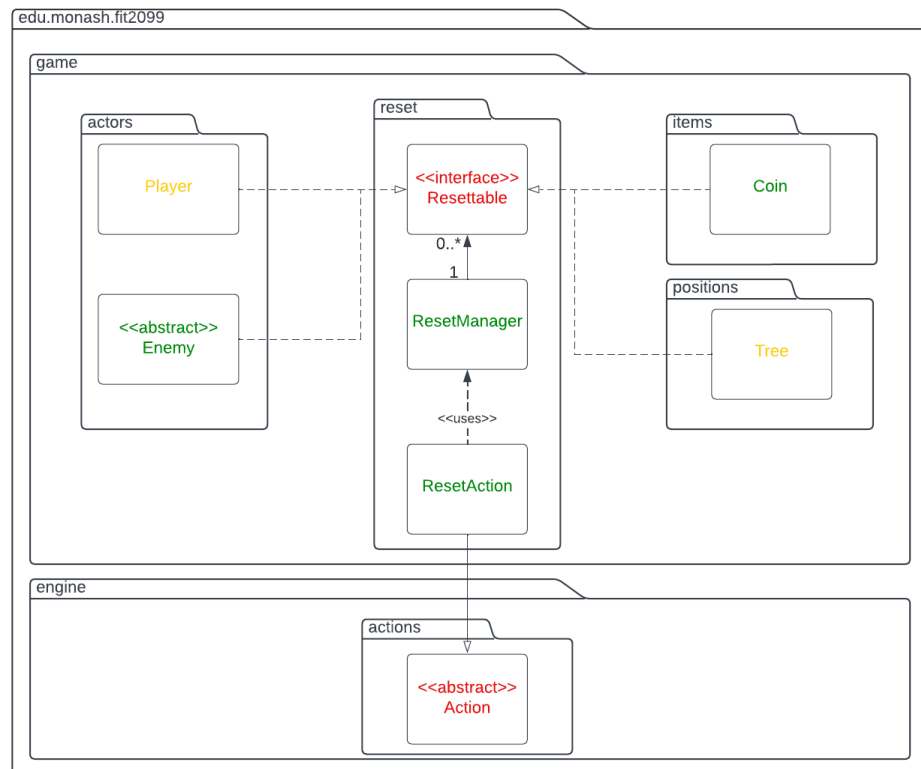 edu.monash.fit2099
game
actors
Player
<<abstract>>
Enemy
reset
<<interface>>
Resettable
0..*
1
ResetManager
<<uses>>
ResetAction
items
Coin
positions
Tree
engine
actions
<<abstract>>
Action